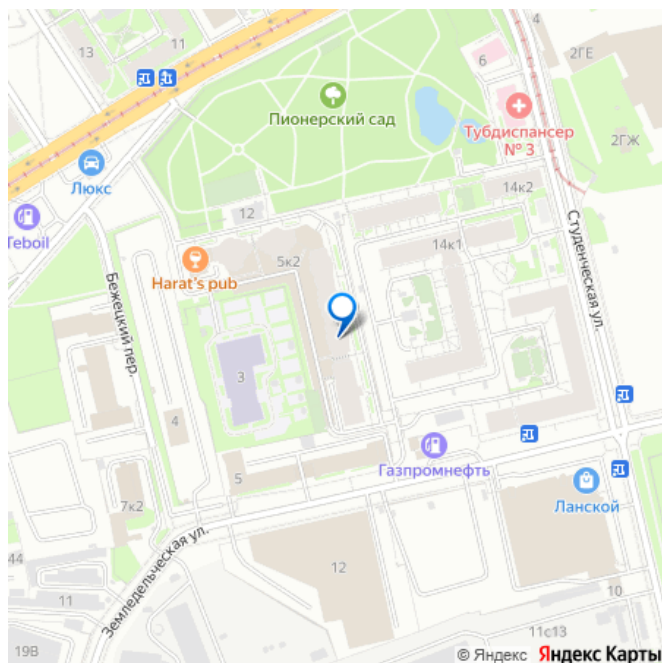 4
11
13
2ГЕ
6
Пионерский сад
Тубдиспансер
№ 3
2ГЖ
Люкс
14к2
Teboil
12
14к1
Студенческая ул.
5к2
Harat's pub
Бежецкий пер.
3
4
Газпромнефть
5
Ланской
7к2
Земледельческая ул.
44
12
11
10
11с13
19В
© Яндекс Яндекс Карты